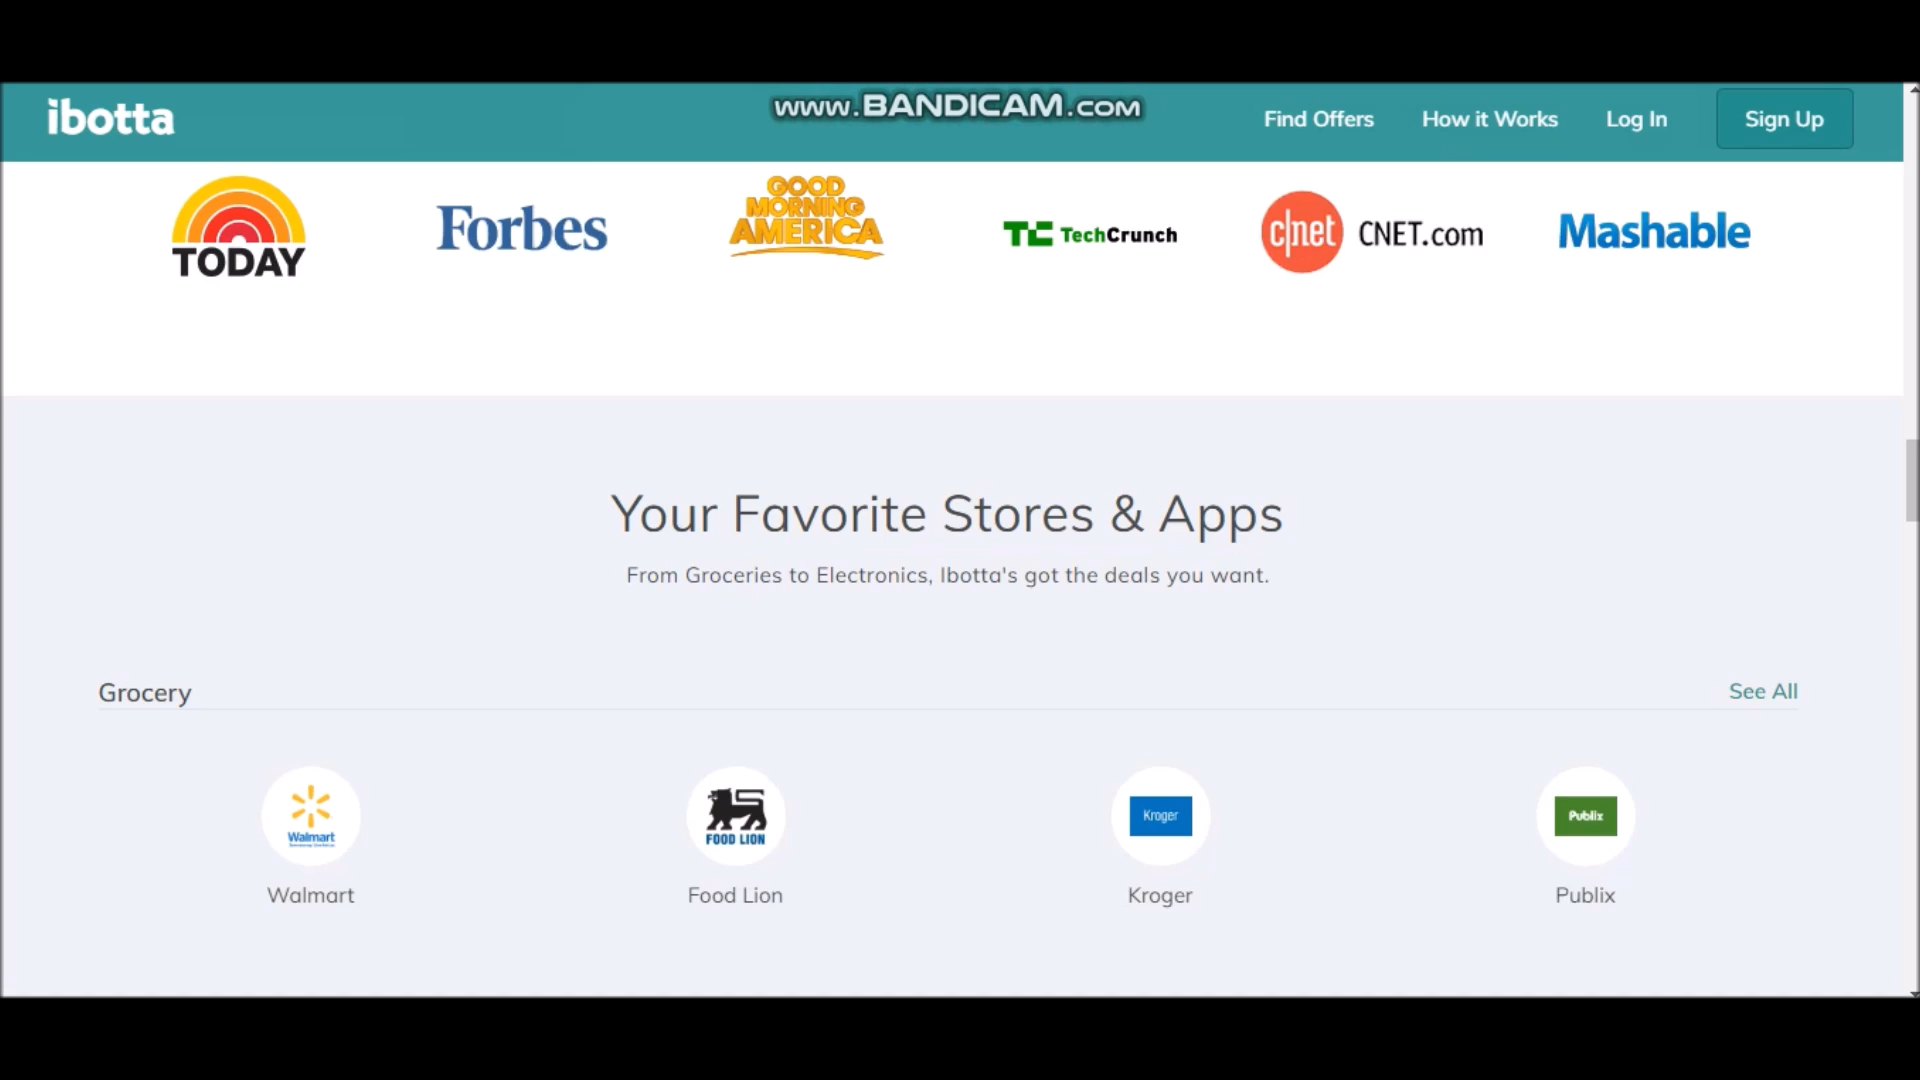 ibotta
www.BANDICAM.com
Find Offers
How it Works
Log In
Sign Up
TODAY
Forbes
GOOD
MORNING
AMERICA
TC TechCrunch
c|net CNET.com
Mashable
Your Favorite Stores & Apps
From Groceries to Electronics, Ibotta's got the deals you want.
Grocery
See All
Walmart
FOOD LION
Kroger
Publix
Walmart
Food Lion
Kroger
Publix